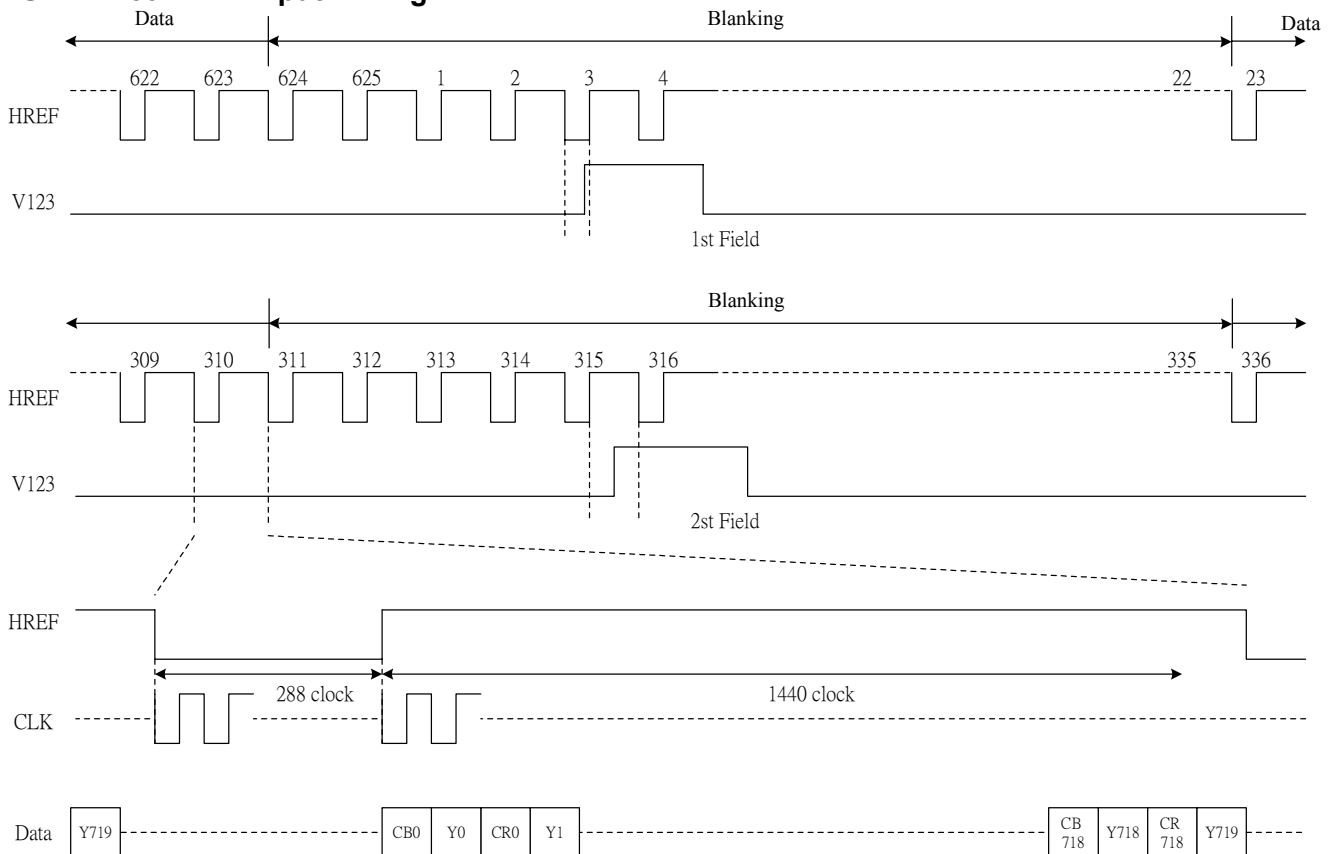 Data Blanking Data
622 623 624 625 1 2 3 4 22 23
HREF
V123
1st Field
Blanking
309 310 311 312 313 314 315 316 335 336
HREF
V123
2st Field
HREF
288 clock 1440 clock
CLK
Data Y719 CB0 Y0 CR0 Y1 CB 718 Y718 CR 718 Y719